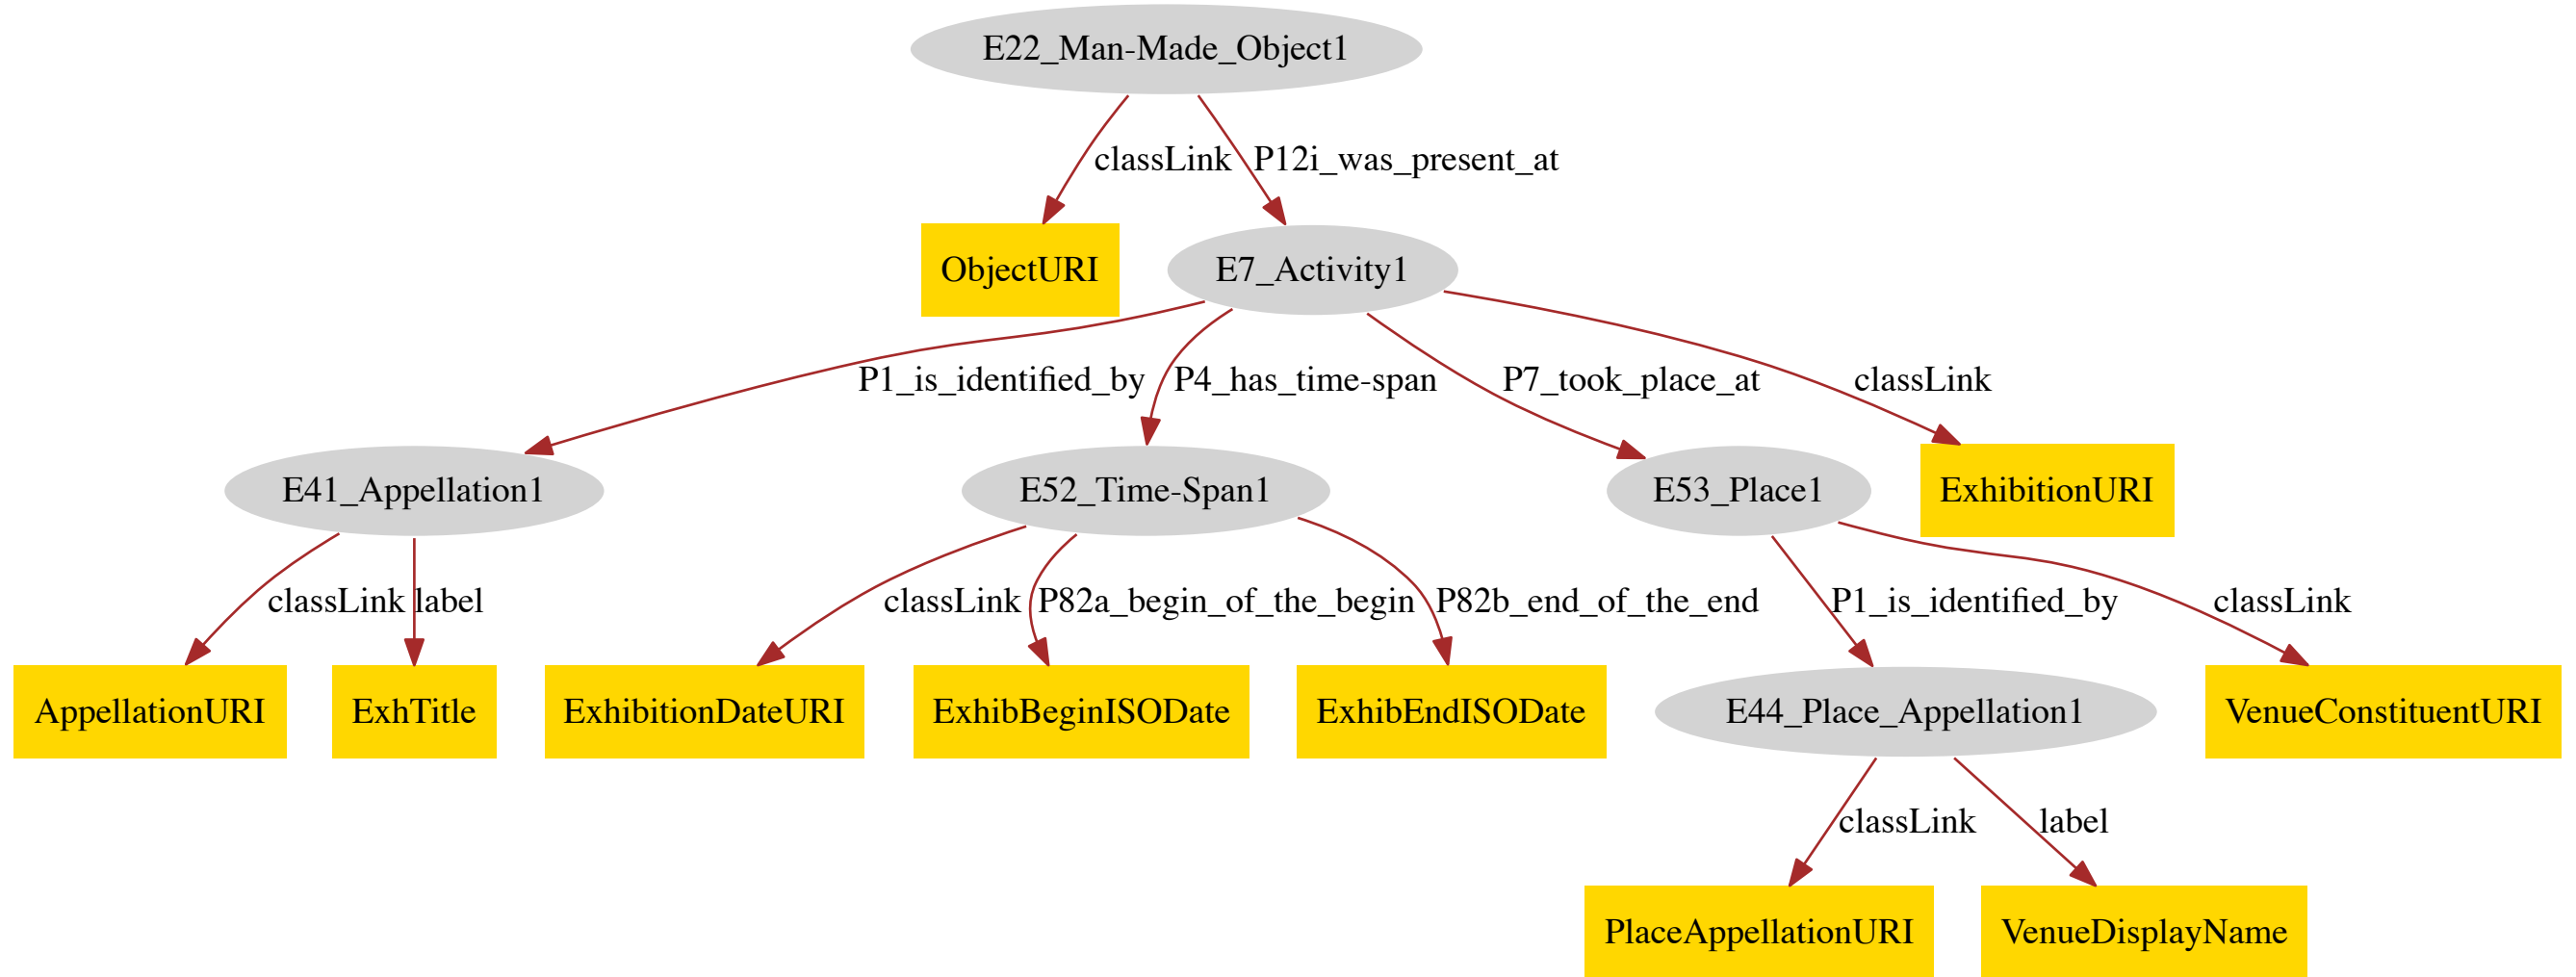 E22_Man-Made_Object1
classLink
P12i_was_present_at
ObjectURI
E7_Activity1
P1_is_identified_by
P4_has_time-span
P7_took_place_at
classLink
E41_Appellation1
E52_Time-Span1
E53_Place1
ExhibitionURI
classLink
label
classLink
P82a_begin_of_the_begin
P82b_end_of_the_end
P1_is_identified_by
classLink
AppellationURI
ExhTitle
ExhibitionDateURI
ExhibBeginISODate
ExhibEndISODate
E44_Place_Appellation1
VenueConstituentURI
classLink
label
PlaceAppellationURI
VenueDisplayName